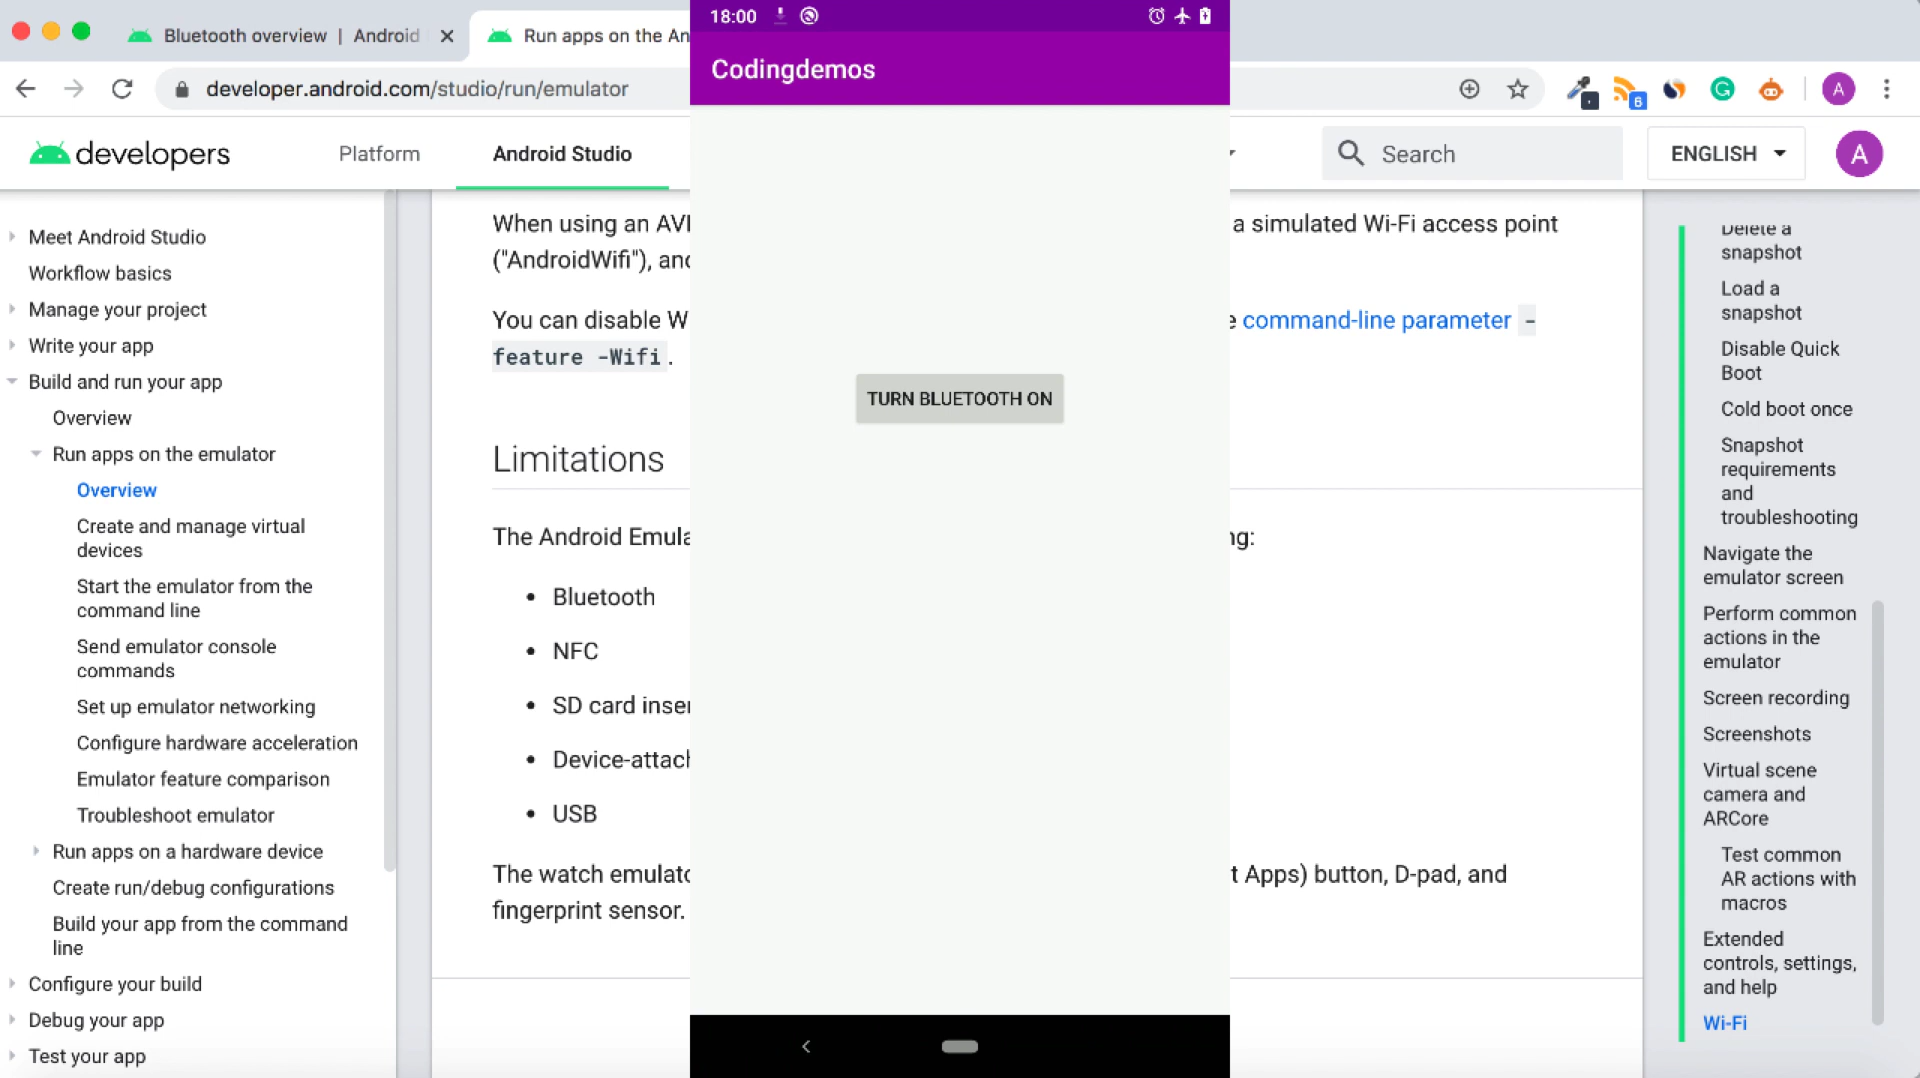 Bluetooth overview | Android
Run apps on the An
developer.android.com/studio/run/emulator
6
A
developers
Platform
Android Studio
Search
ENGLISH
A
Meet Android Studio
Workflow basics
Manage your project
Write your app
Build and run your app
Overview
Run apps on the emulator
Overview
Create and manage virtual
devices
Start the emulator from the
command line
Send emulator console
commands
Set up emulator networking
Configure hardware acceleration
Emulator feature comparison
Troubleshoot emulator
Run apps on a hardware device
Create run/debug configurations
Build your app from the command
line
Configure your build
Debug your app
Test your app
When using an AV
a simulated Wi-Fi access point
("AndroidWifi"), and
You can disable W
command-line parameter -
feature -Wifi.
Limitations
The Android Emula
ng:
• Bluetooth
• NFC
• SD card inser
• Device-attach
• USB
The watch emulato
t Apps) button, D-pad, and
fingerprint sensor.
18:00
Codingdemos
TURN BLUETOOTH ON
Delete a
snapshot
Load a
snapshot
Disable Quick
Boot
Cold boot once
Snapshot
requirements
and
troubleshooting
Navigate the
emulator screen
Perform common
actions in the
emulator
Screen recording
Screenshots
Virtual scene
camera and
ARCore
Test common
AR actions with
macros
Extended
controls, settings,
and help
Wi-Fi